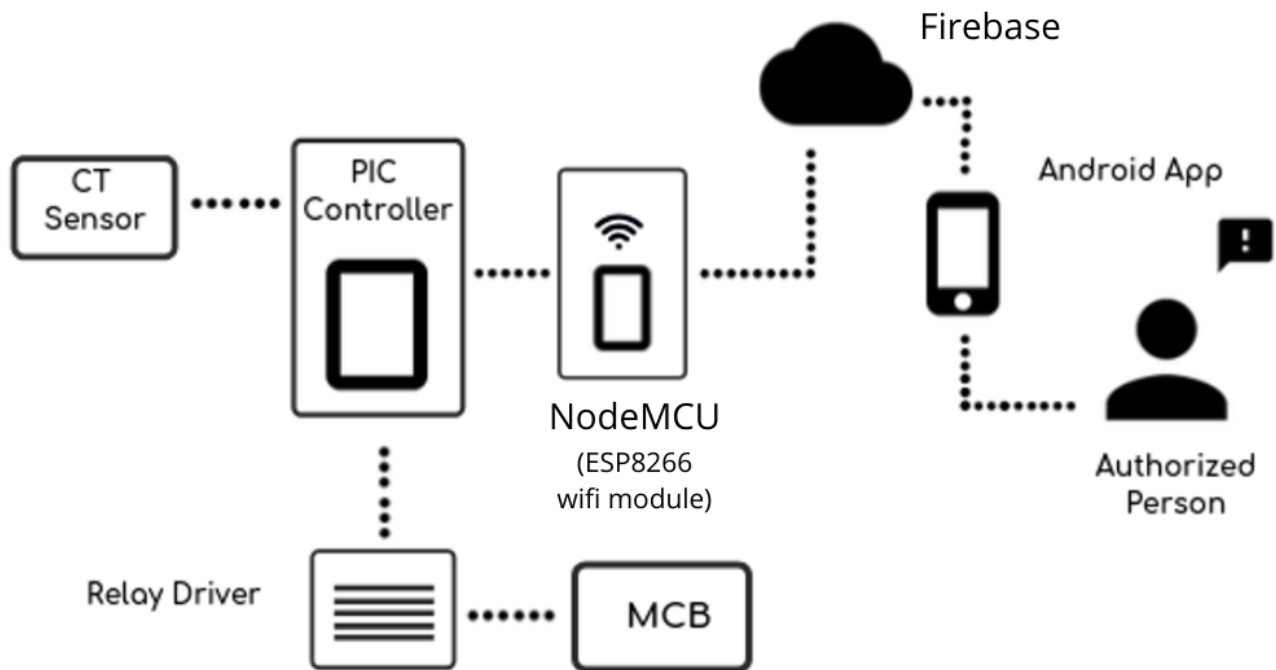 Firebase
CT
Sensor
PIC
Controller
Android App
NodeMCU
(ESP8266
wifi module)
Authorized
Person
Relay Driver
MCB